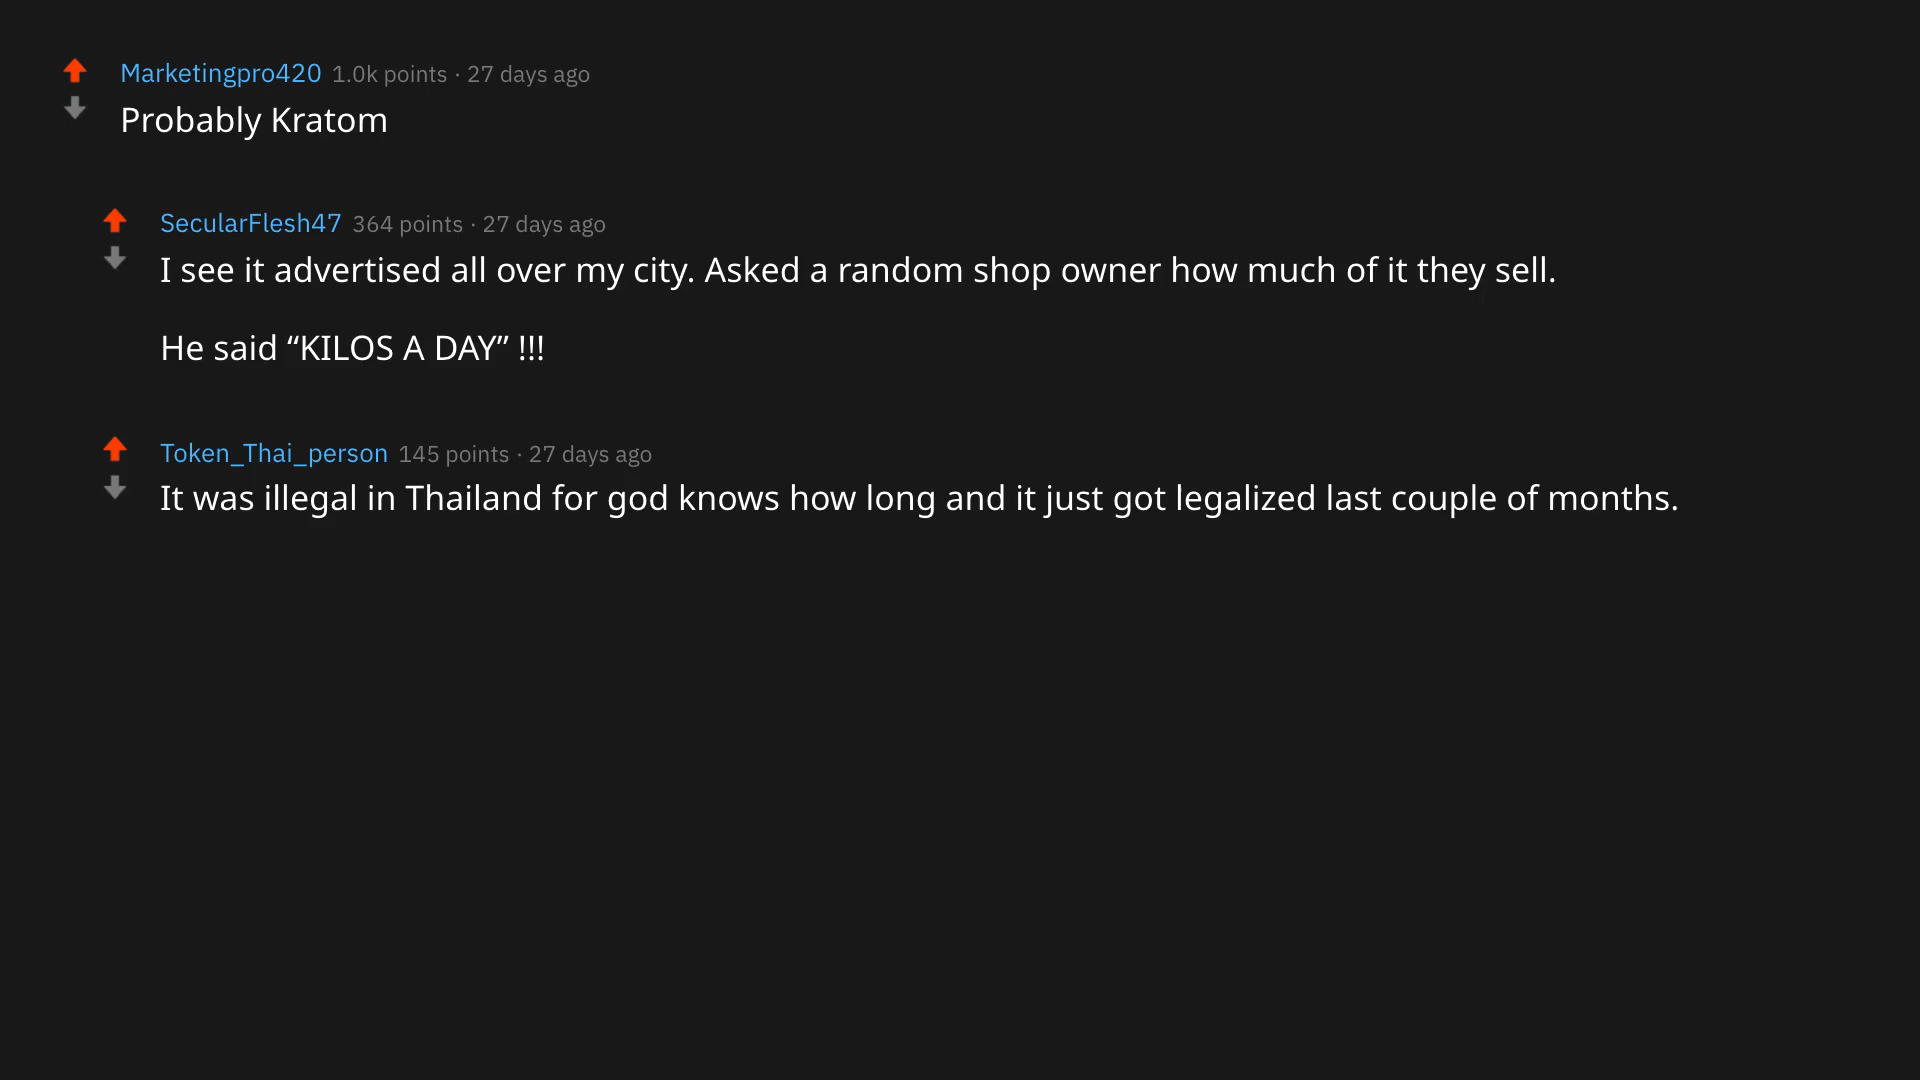 Marketingpro420 1.0k points · 27 days ago
Probably Kratom
SecularFlesh47 364 points · 27 days ago
I see it advertised all over my city. Asked a random shop owner how much of it they sell.
He said “KILOS A DAY” !!!
Token_Thai_person 145 points · 27 days ago
It was illegal in Thailand for god knows how long and it just got legalized last couple of months.